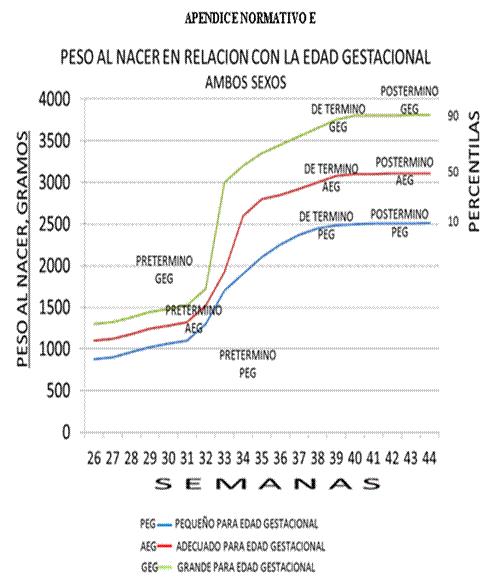 APENDICE NORMATIVO E
PESO AL NACER EN RELACION CON LA EDAD GESTACIONAL
AMBOS SEXOS
PESO AL NACER, GRAMOS
4000
3500
3000
2500
2000
1500
1000
500
0
POSTERMINO
GEG
DE TERMINO
GEG
POSTERMINO
AEG
DE TERMINO
AEG
POSTERMINO
PEG
DE TERMINO
PEG
PRETERMINO
GEG
PRETERMINO
AEG
PRETERMINO
PEG
90
50
10
PERCENTILAS
26 27 28 29 30 31 32 33 34 35 36 37 38 39 40 41 42 43 44
SEMANAS
PEG PEQUEÑO PARA EDAD GESTACIONAL
AEG ADECUADO PARA EDAD GESTACIONAL
GEG GRANDE PARA EDAD GESTACIONAL